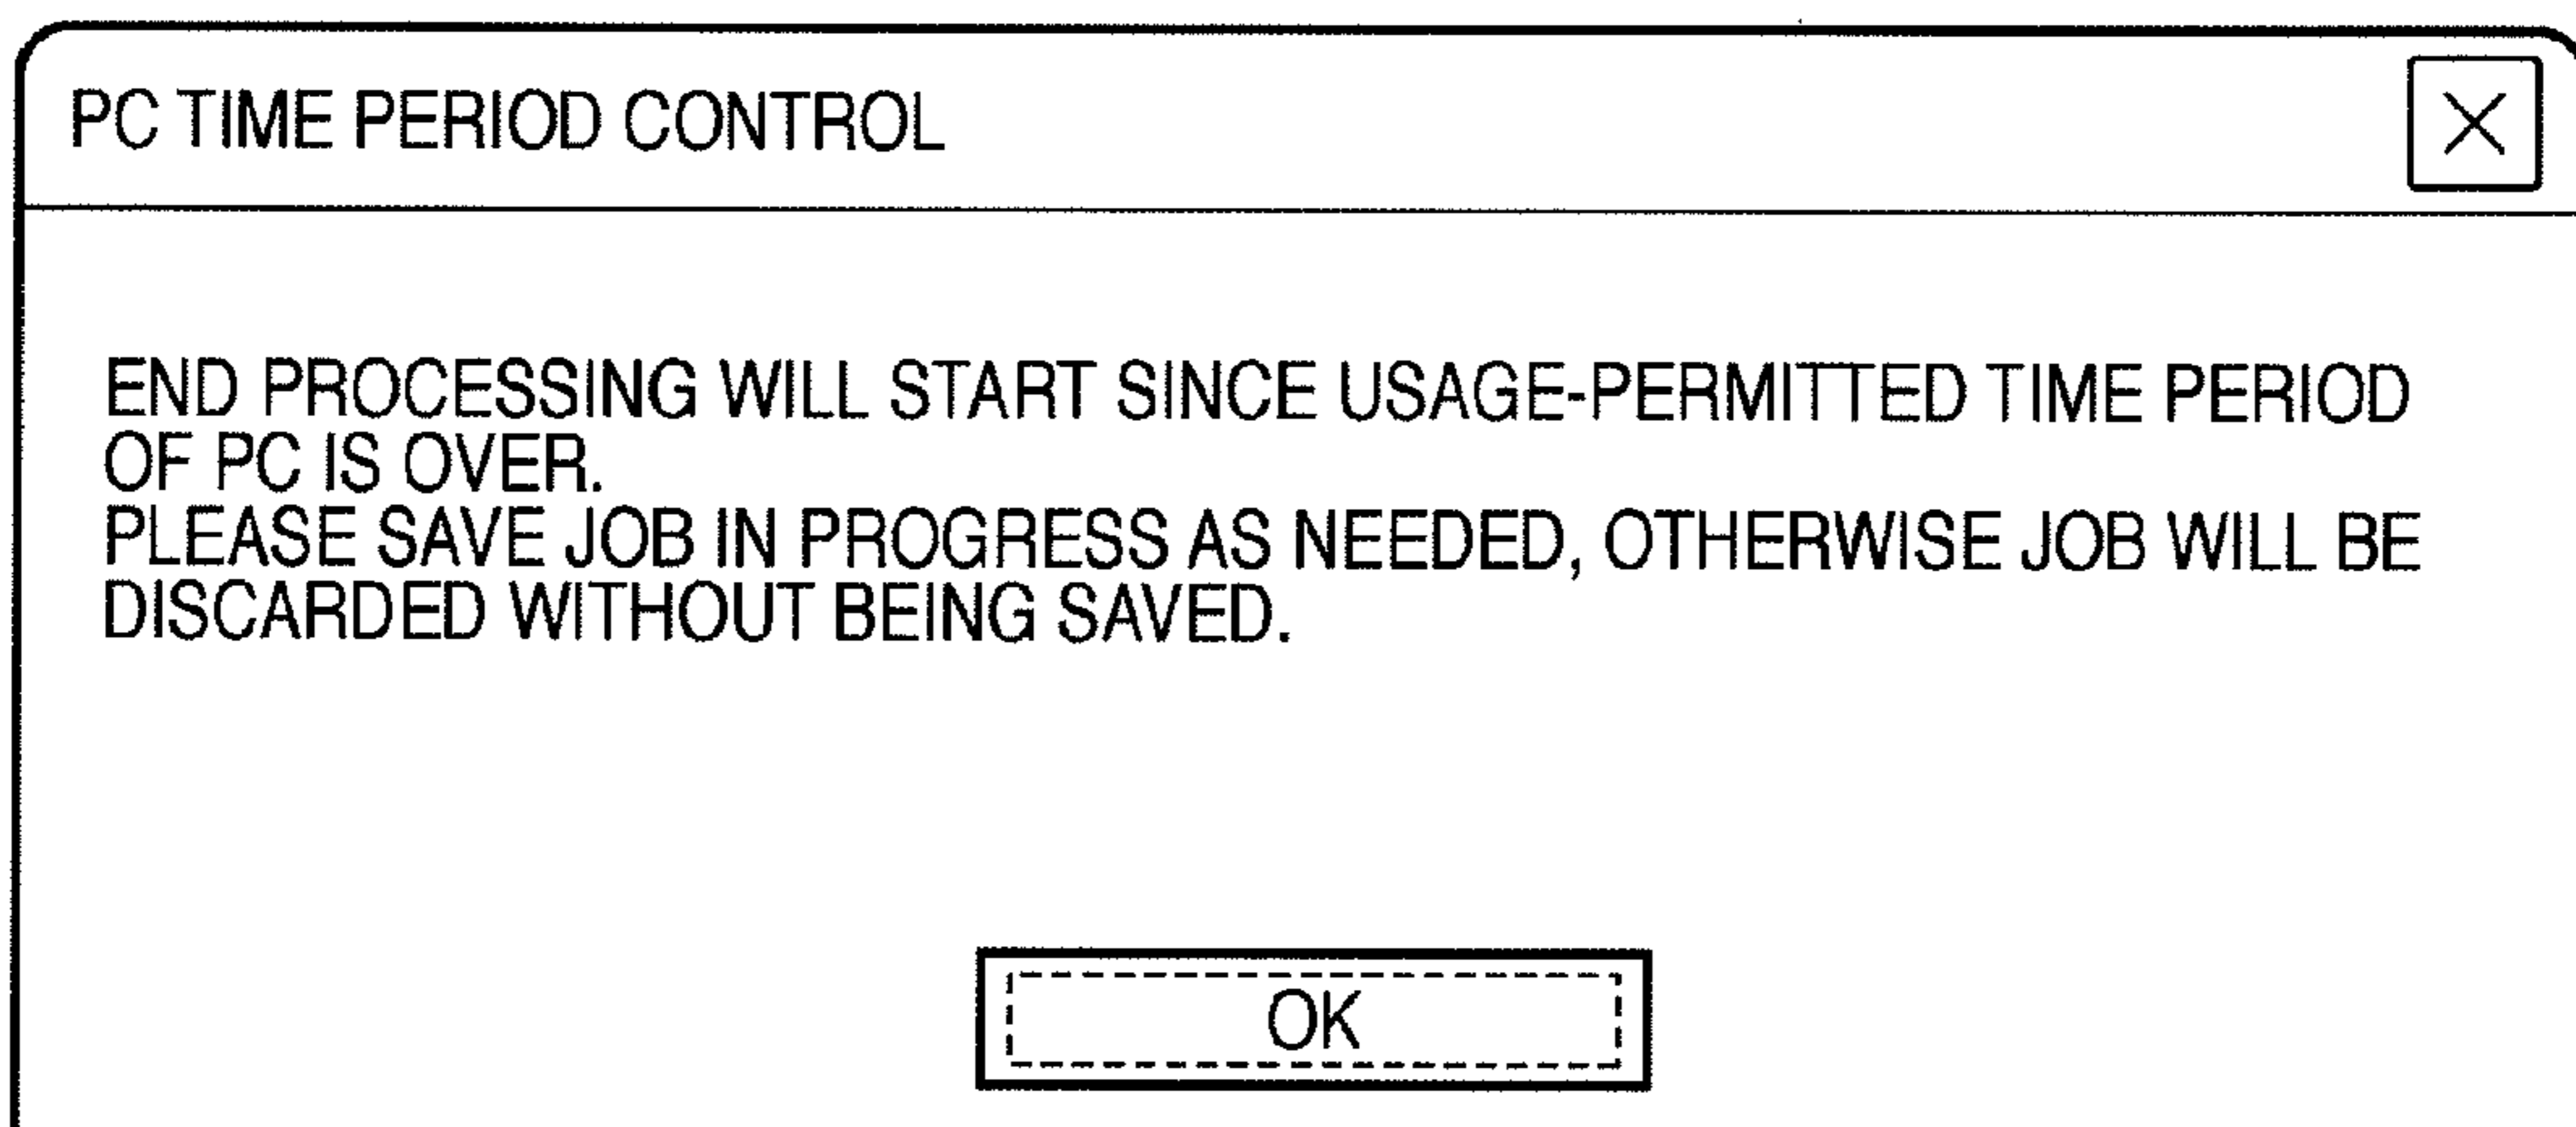 PC TIME PERIOD CONTROL
END PROCESSING WILL START SINCE USAGE-PERMITTED TIME PERIOD
OF PC IS OVER.
PLEASE SAVE JOB IN PROGRESS AS NEEDED, OTHERWISE JOB WILL BE
DISCARDED WITHOUT BEING SAVED.
OK